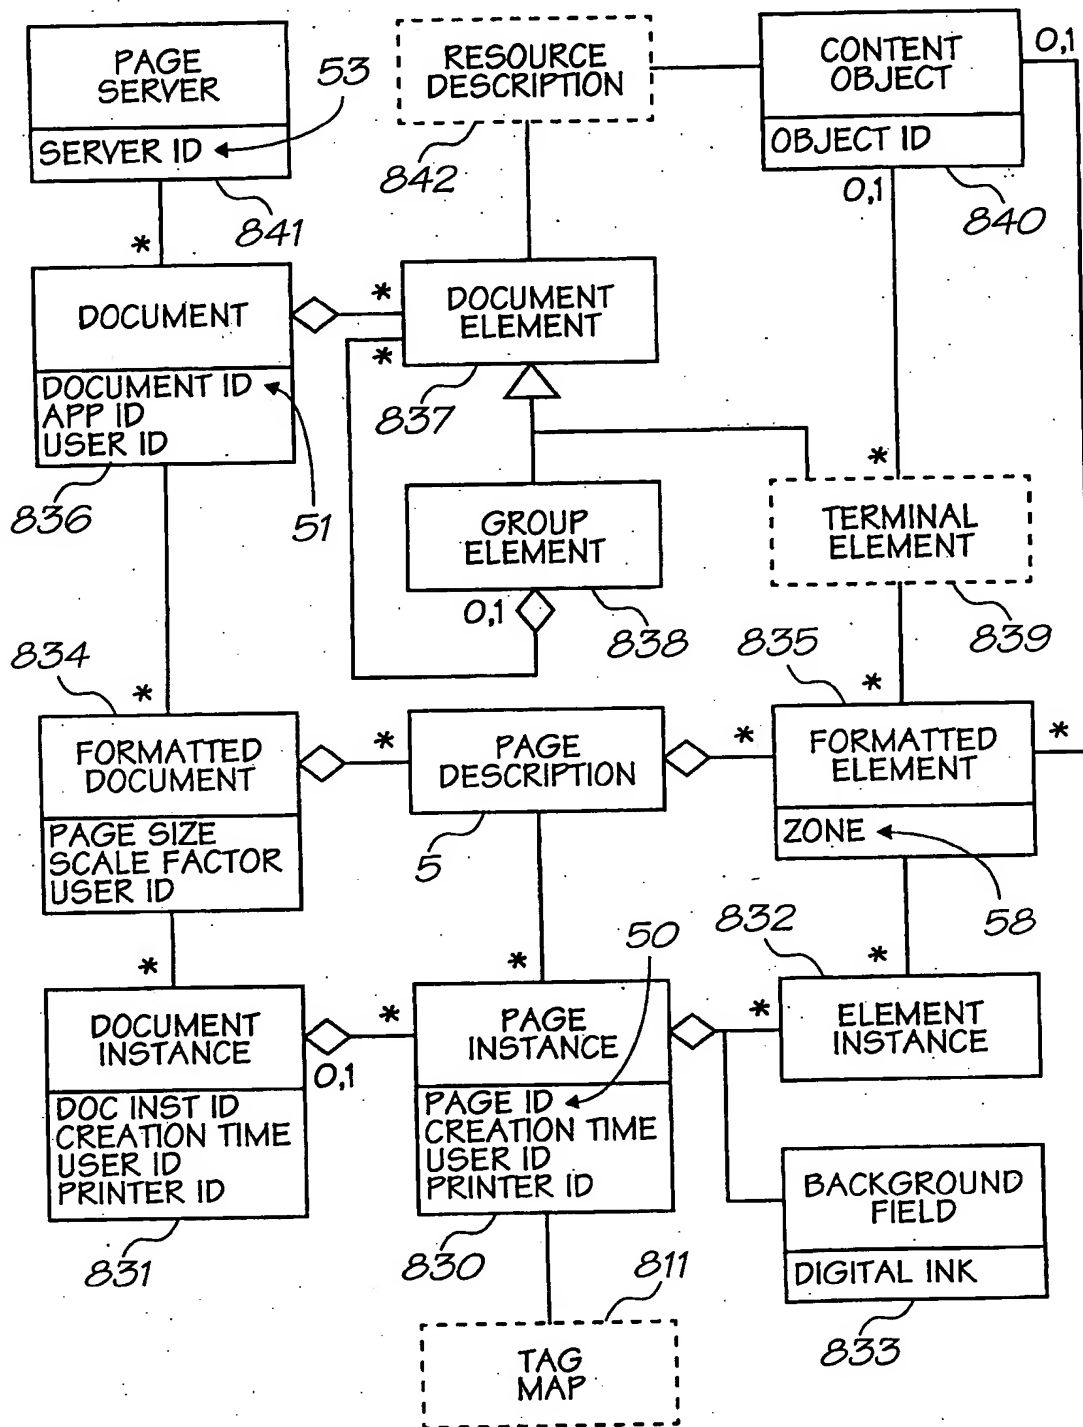 PAGE
SERVER
SERVER ID
53
841
*
RESOURCE
DESCRIPTION
842
CONTENT
OBJECT
OBJECT ID
0,1
0,1
840
DOCUMENT
DOCUMENT ID
APP ID
USER ID
836
51
*
*
DOCUMENT
ELEMENT
837
GROUP
ELEMENT
0,1
838
*
TERMINAL
ELEMENT
839
834
*
FORMATTED
DOCUMENT
PAGE SIZE
SCALE FACTOR
USER ID
*
PAGE
DESCRIPTION
5
835
*
*
*
FORMATTED
ELEMENT
ZONE
58
*
DOCUMENT
INSTANCE
0,1
DOC INST ID
CREATION TIME
USER ID
PRINTER ID
831
50
*
*
PAGE
INSTANCE
PAGE ID
CREATION TIME
USER ID
PRINTER ID
830
832
*
*
ELEMENT
INSTANCE
BACKGROUND
FIELD
DIGITAL INK
833
811
TAG
MAP